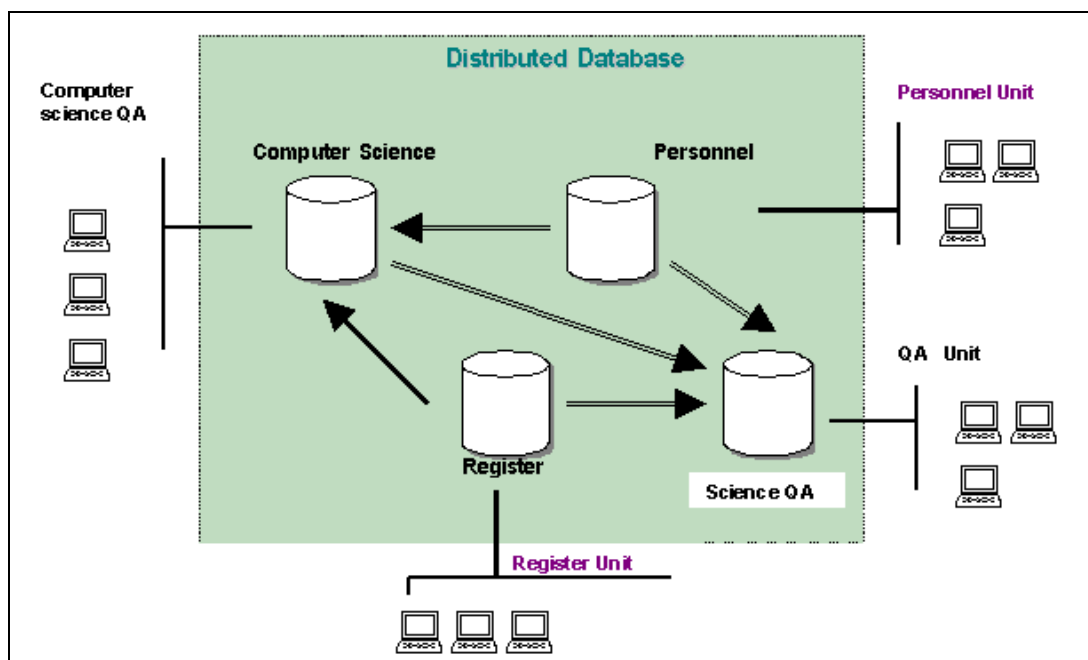 Distributed Database
Computer
science QA
Personnel Unit
Computer Science
Personnel
QA Unit
Register
Science QA
Register Unit